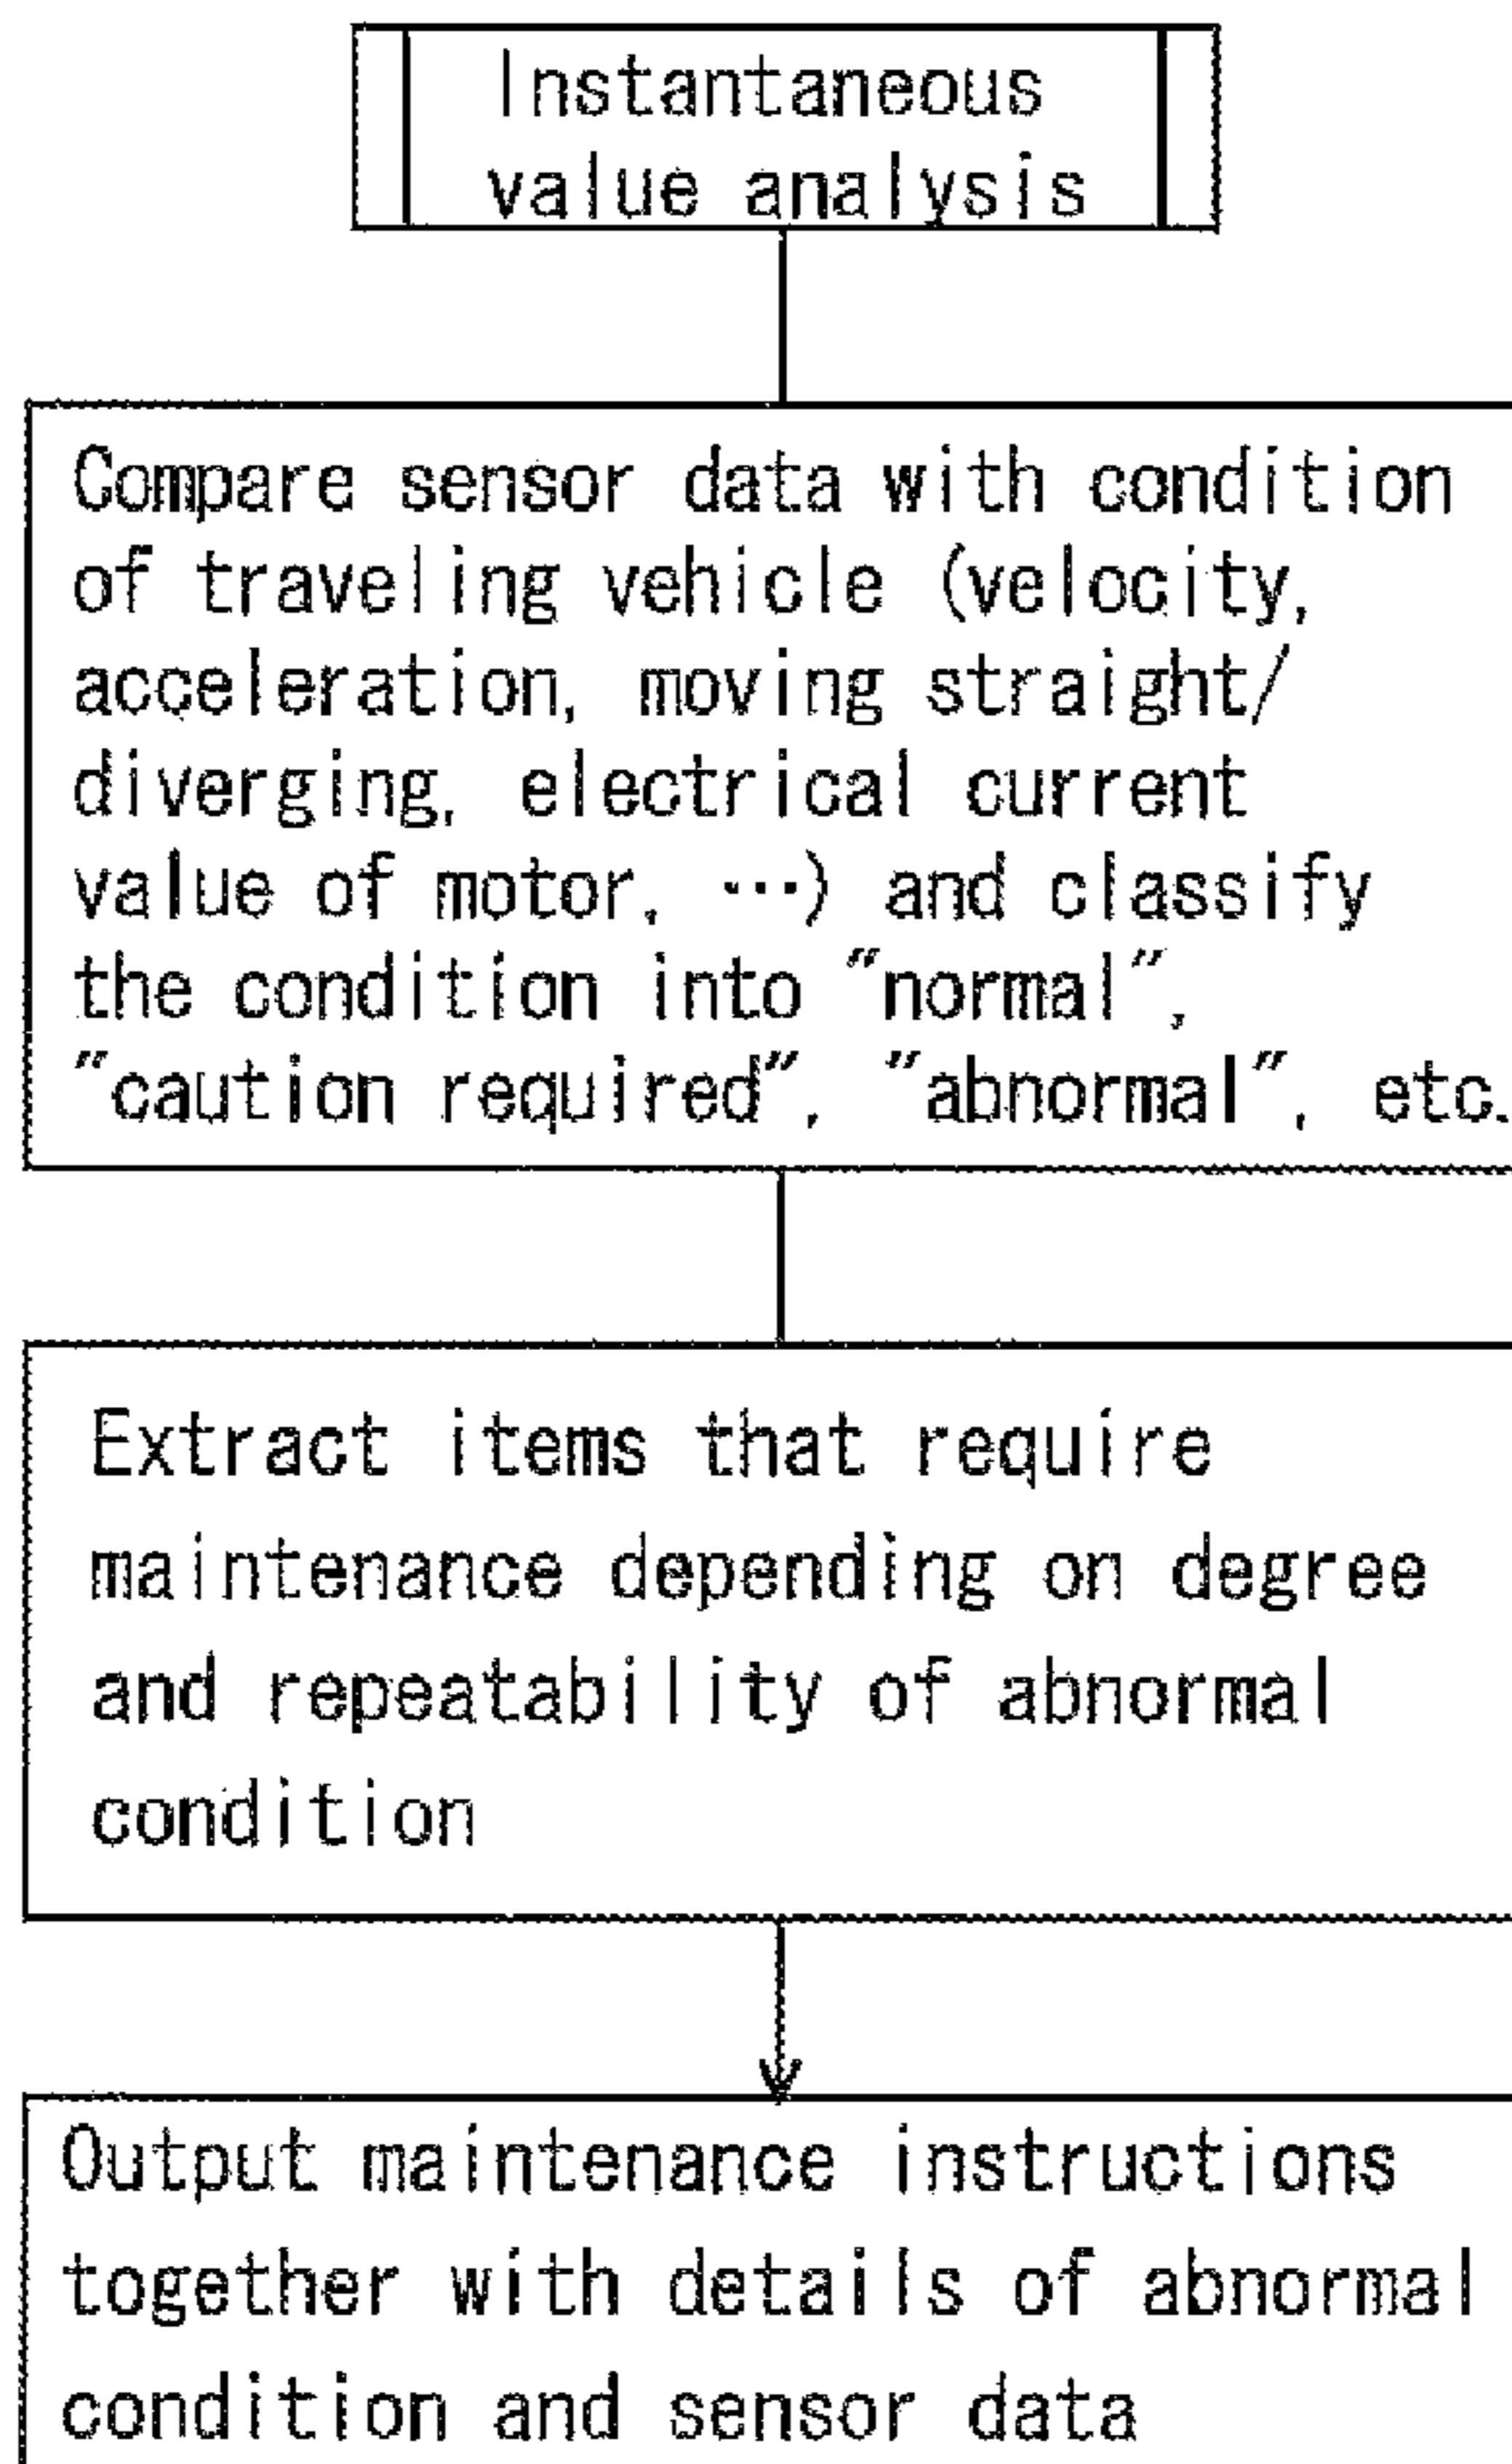 Instantaneous
value analysis
Compare sensor data with condition
of traveling vehicle (velocity,
acceleration, moving straight/
diverging, electrical current
value of motor, ···) and classify
the condition into "normal",
"caution required", "abnormal", etc.
Extract items that require
maintenance depending on degree
and repeatability of abnormal
condition
Output maintenance instructions
together with details of abnormal
condition and sensor data